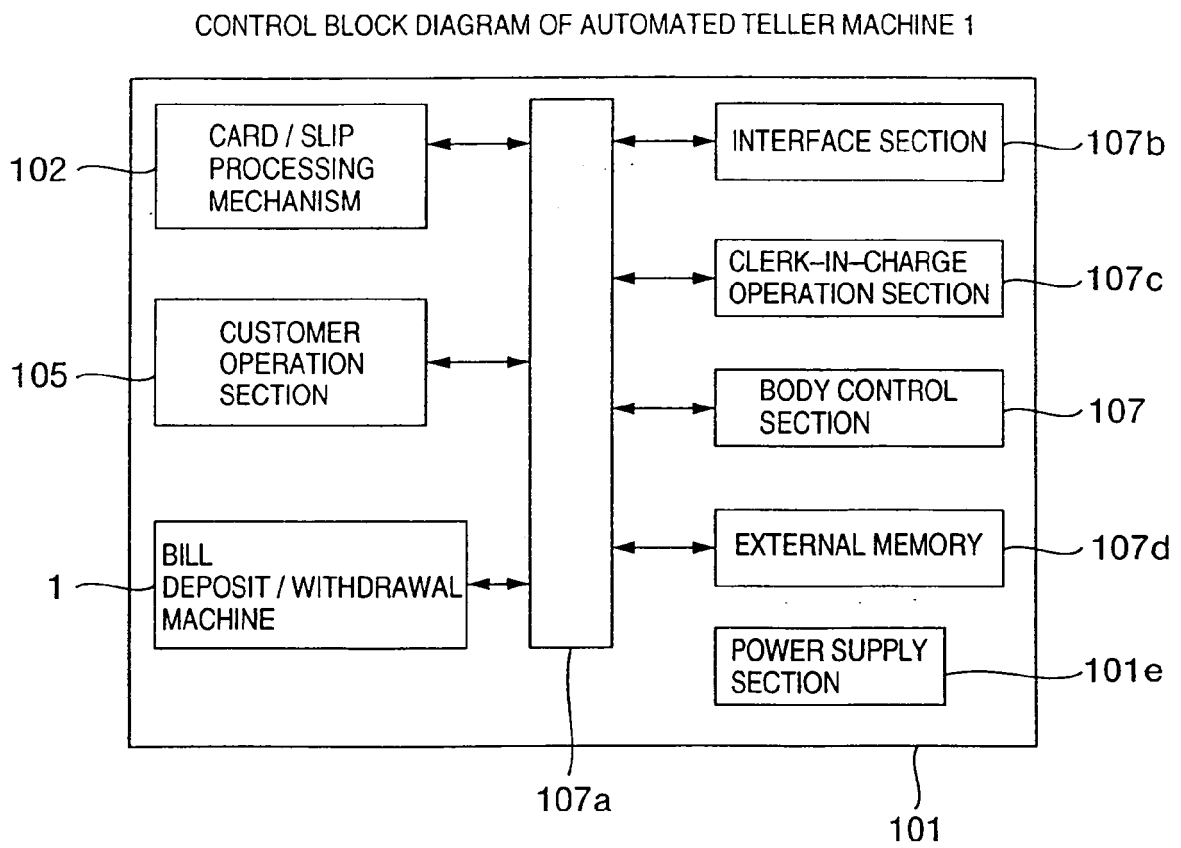 CONTROL BLOCK DIAGRAM OF AUTOMATED TELLER MACHINE 1
102
CARD / SLIP
PROCESSING
MECHANISM
105
CUSTOMER
OPERATION
SECTION
1
BILL
DEPOSIT / WITHDRAWAL
MACHINE
INTERFACE SECTION
107b
CLERK-IN-CHARGE
OPERATION SECTION
107c
BODY CONTROL
SECTION
107
EXTERNAL MEMORY
107d
POWER SUPPLY
SECTION
101e
107a
101